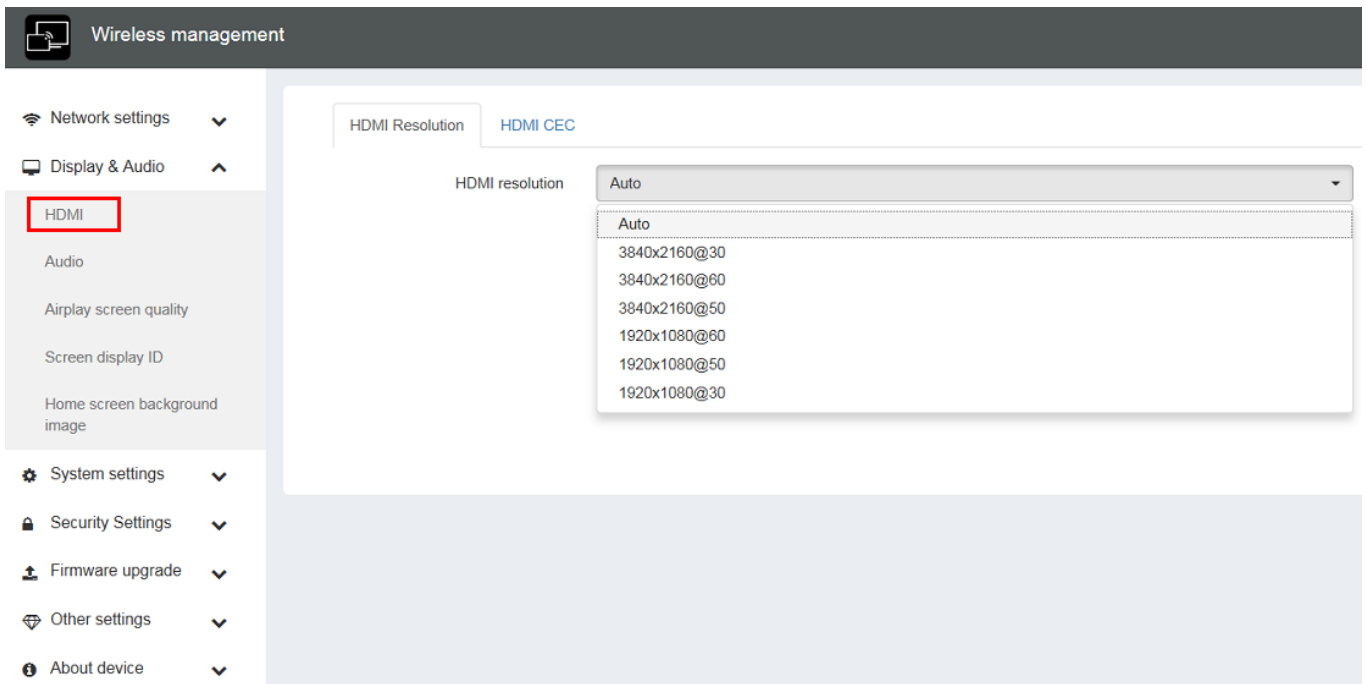 Wireless management
Network settings
Display & Audio
HDMI
Audio
Airplay screen quality
Screen display ID
Home screen background
image
System settings
Security Settings
Firmware upgrade
Other settings
About device
HDMI Resolution
HDMI CEC
HDMI resolution
Auto
Auto
3840x2160@30
3840x2160@60
3840x2160@50
1920x1080@60
1920x1080@50
1920x1080@30